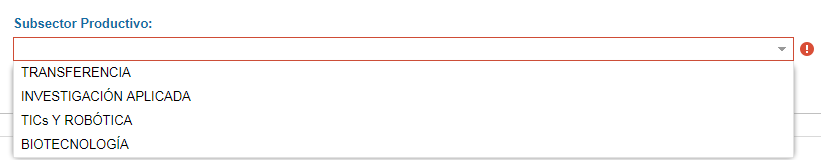 Subsector Productivo:
TRANSFERENCIA
INVESTIGACIÓN APLICADA
TICs Y ROBÓTICA
BIOTECNOLOGÍA